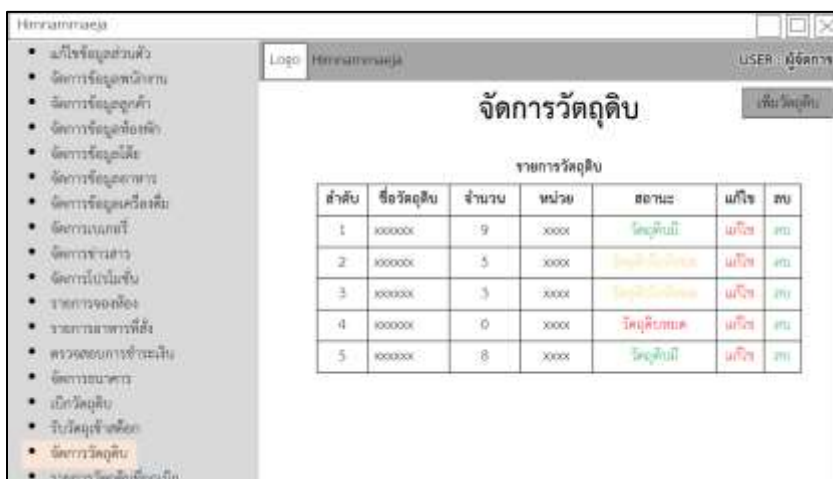 Himnammaeja
แก้ไขข้อมูลส่วนตัว
จัดการข้อมูลพนักงาน
จัดการข้อมูลลูกค้า
จัดการข้อมูลห้องพัก
จัดการข้อมูลโต๊ะ
จัดการข้อมูลอาหาร
จัดการข้อมูลเครื่องดื่ม
จัดการเบเกอรี่
จัดการข่าวสาร
จัดการโปรโมชั่น
รายการจองห้อง
รายการอาหารที่สั่ง
ตรวจสอบการชำระเงิน
จัดการธนาคาร
เบิกวัตถุดิบ
รับวัตถุเข้าสต็อก
จัดการวัตถุดิบ
Logo Himnammaeja USER : ผู้จัดการ
จัดการวัตถุดิบ
เพิ่มวัตถุดิบ
รายการวัตถุดิบ
ลำดับ ชื่อวัตถุดิบ จำนวน หน่วย สถานะ แก้ไข ลบ
1 xxxxxx 9 xxxx วัตถุดิบมี แก้ไข ลบ
2 xxxxxx 5 xxxx แก้ไข ลบ
3 xxxxxx 3 xxxx แก้ไข ลบ
4 xxxxxx 0 xxxx วัตถุดิบหมด แก้ไข ลบ
5 xxxxxx 8 xxxx วัตถุดิบมี แก้ไข ลบ